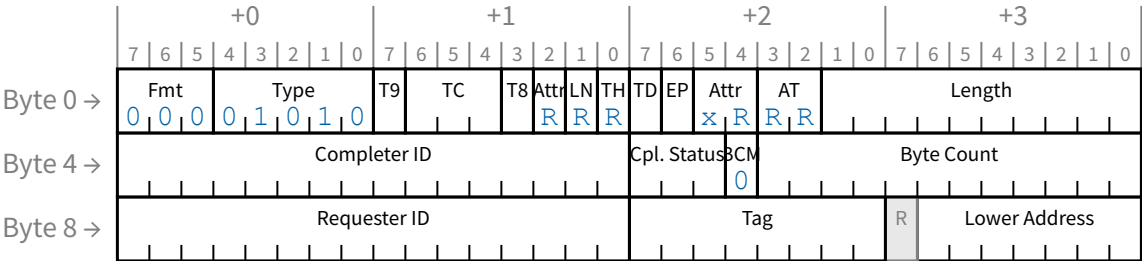 +0 +1 +2 +3
7 6 5 4 3 2 1 0 7 6 5 4 3 2 1 0 7 6 5 4 3 2 1 0 7 6 5 4 3 2 1 0
Byte 0 → Fmt Type T9 TC T8 Attr LN TH TD EP Attr AT Length
0 0 0 0 1 0 1 0 R R R x R R R
Byte 4 → Completer ID Cpl. Status BCM Byte Count
0
Byte 8 → Requester ID Tag R Lower Address